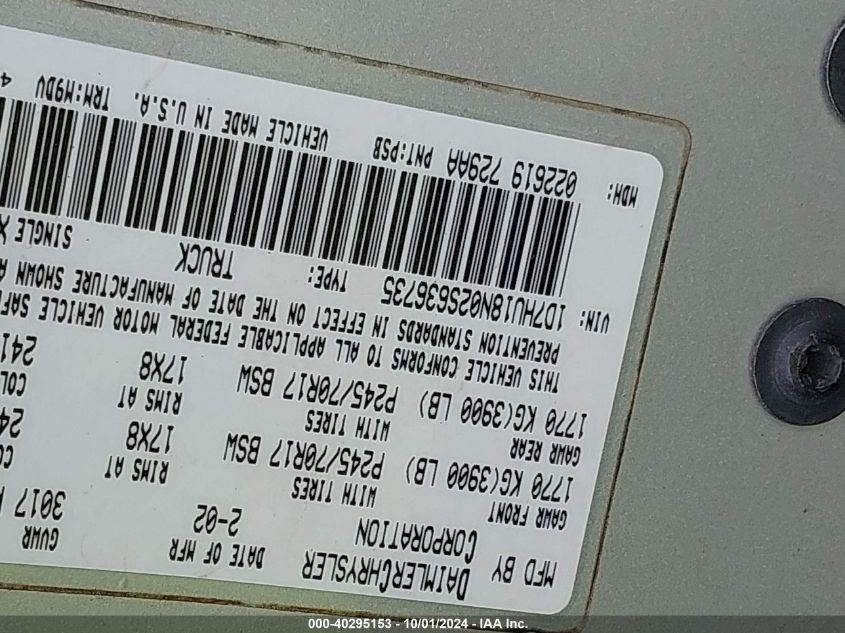 MFD BY DAIMLERCHRYSLER
CORPORATION
DATE OF MFR
2-02
GVWR
3017
GAWR FRONT
1770 KG(3900 LB)
WITH TIRES
P245/70R17 BSW
RIMS AT
17X8
GAWR REAR
1770 KG(3900 LB)
WITH TIRES
P245/70R17 BSW
RIMS AT
17X8
241
THIS VEHICLE CONFORMS TO ALL APPLICABLE FEDERAL MOTOR VEHICLE
PREVENTION STANDARDS IN EFFECT ON THE DATE OF MANUFACTURE SHOWN
VIN: 1D7HU18N02S636735
TYPE: TRUCK
SINGLE
MDH: 022619 729AA PNT:PSB
VEHICLE MADE IN U.S.A. TRM:M9DV
000-40295153 - 10/01/2024 - IAA Inc.